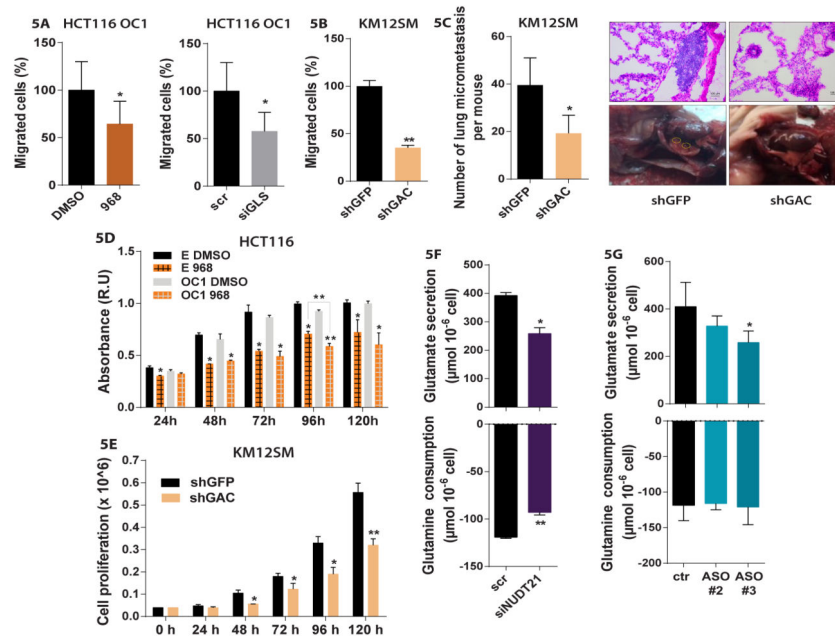 5A
HCT116 OC1
Migrated cells (%)
150
100
50
0
DMSO
968
*
HCT116 OC1
Migrated cells (%)
150
100
50
0
scr
siGLS
*
5B
KM12SM
Migrated cells (%)
150
100
50
0
shGFP
shGAC
**
5C
KM12SM
Number of lung micrometastasis
per mouse
60
40
20
0
shGFP
shGAC
*
shGFP
shGAC
5D
HCT116
Absorbance (R.U)
E DMSO
E 968
OC1 DMSO
OC1 968
1.5
1.0
0.5
0.0
* * * * * * ** * ** * *
24h 48h 72h 96h 120h
5E
KM12SM
Cell proliferation (x 10^6)
shGFP
shGAC
0.7
0.6
0.5
0.4
0.3
0.2
0.1
0.0
* * * **
0 h 24 h 48 h 72 h 96 h 120 h
5F
Glutamate secretion
(µmol 10⁻⁶ cell)
500
400
300
200
100
0
*
Glutamine consumption
(µmol 10⁻⁶ cell)
0
-50
-100
-150
**
scr
siNUDT21
5G
Glutamate secretion
(µmol 10⁻⁶ cell)
600
400
200
0
*
Glutamine consumption
(µmol 10⁻⁶ cell)
0
-50
-100
-150
-200
ctr
ASO
#2
ASO
#3